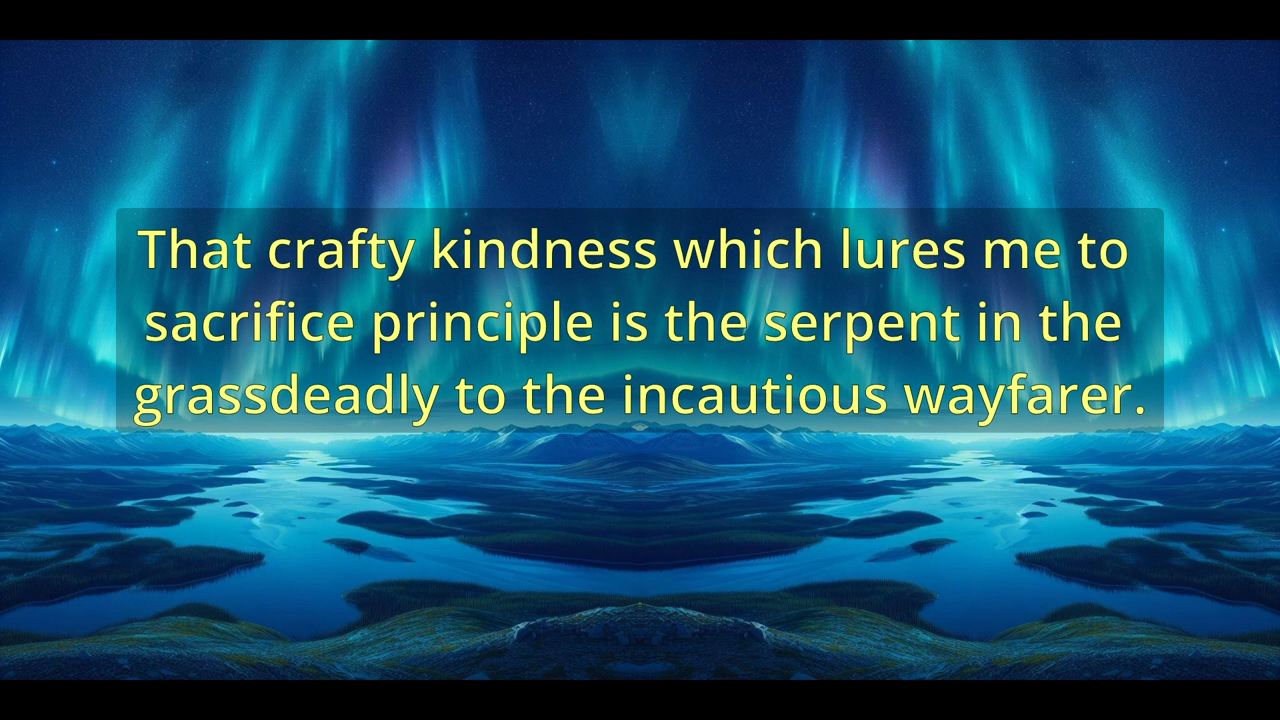 That crafty kindness which lures me to
sacrifice principle is the serpent in the
grassdeadly to the incautious wayfarer.